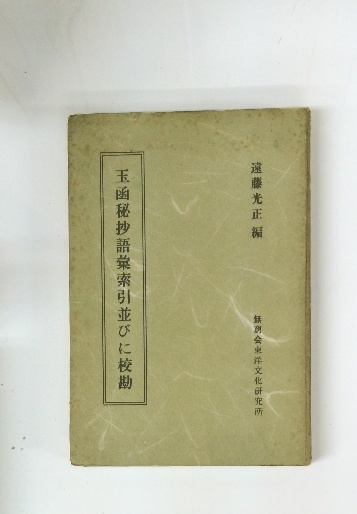 遠藤光正編
玉函秘抄語彙索引並びに校勘
無窮会東洋文化研究所